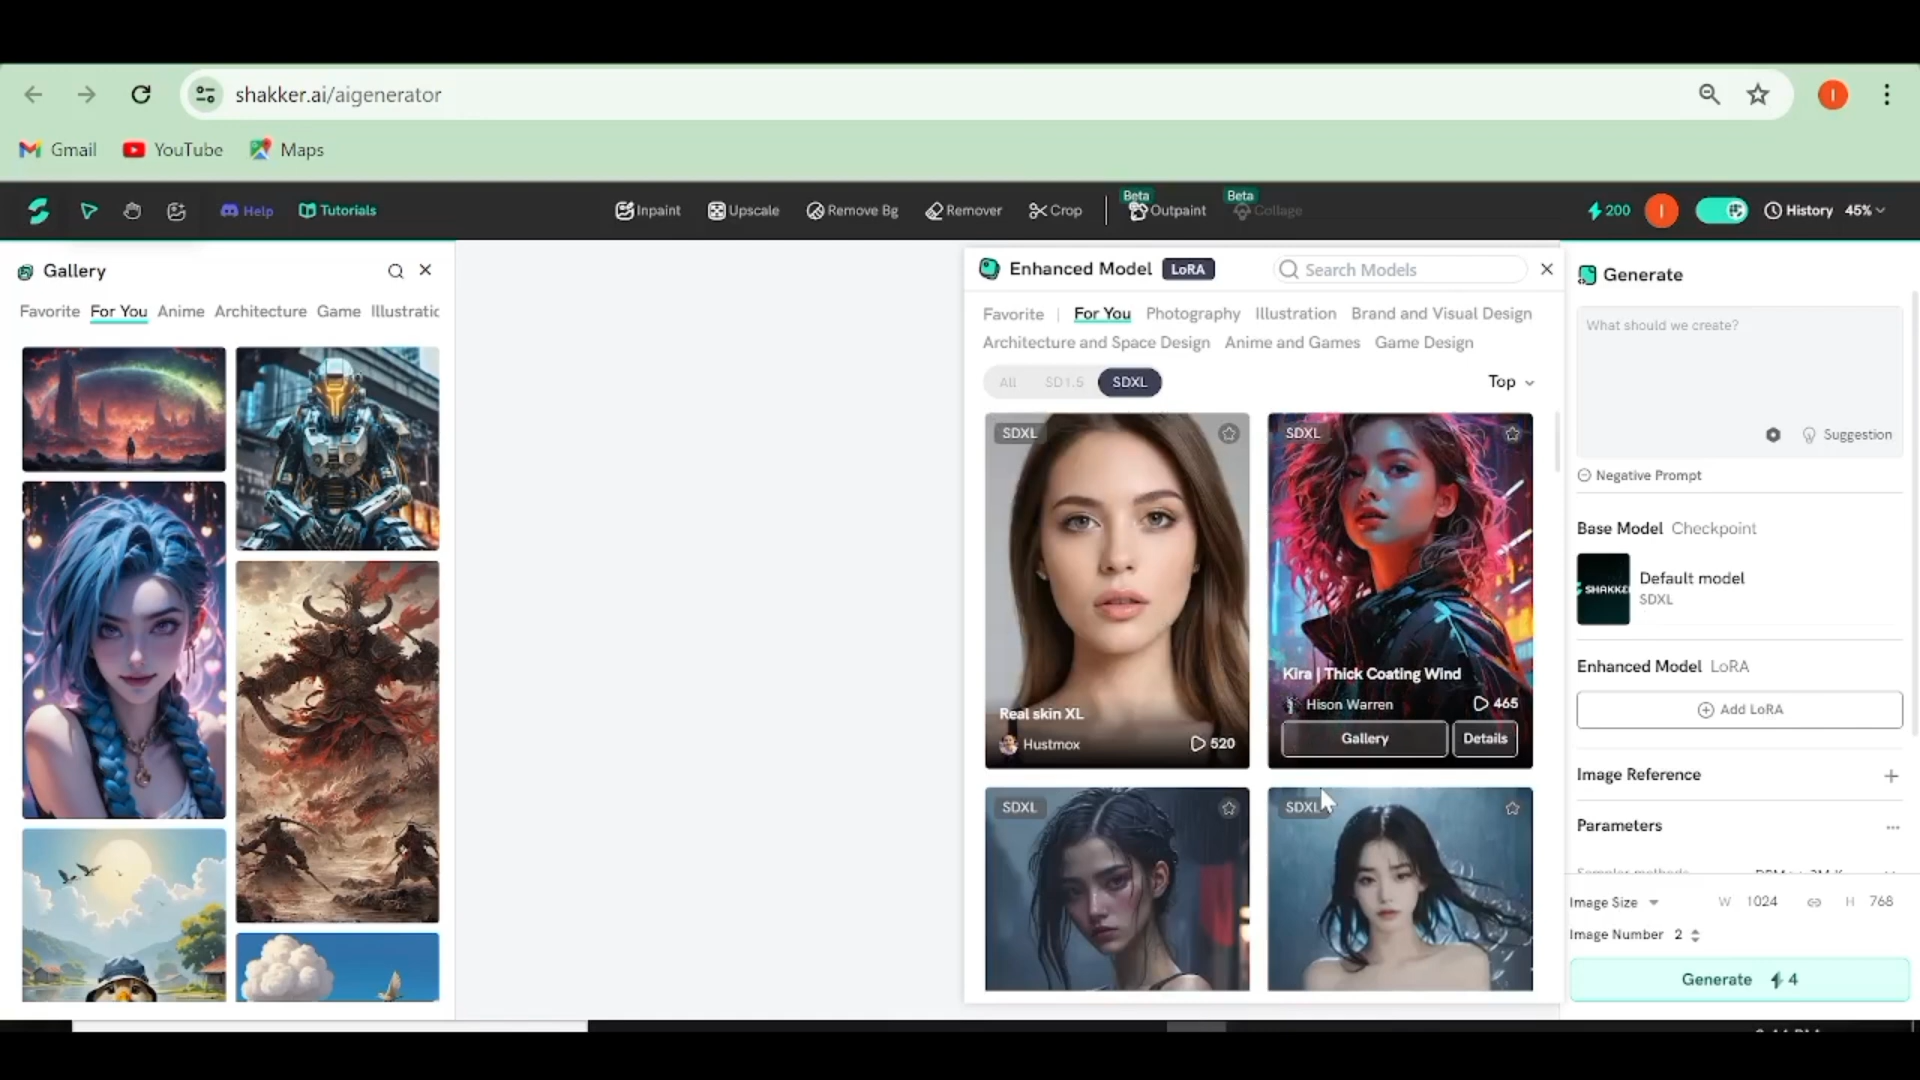 shakker.ai/aigenerator
Gmail YouTube Maps
Help Tutorials Inpaint Upscale Remove Bg Remover Crop Beta Outpaint Beta Collage 200 I History 45%
Gallery
Favorite For You Anime Architecture Game Illustratic
Enhanced Model LoRA Search Models
Favorite | For You Photography Illustration Brand and Visual Design
Architecture and Space Design Anime and Games Game Design
All SD1.5 SDXL Top
SDXL
Real skin XL
Hustmox 520
SDXL
Kira | Thick Coating Wind
Hison Warren 465
Gallery Details
SDXL
SDXL
Generate
What should we create?
Suggestion
Negative Prompt
Base Model Checkpoint
SHAKKE
Default model
SDXL
Enhanced Model LoRA
Add LoRA
Image Reference
Parameters
Image Size W 1024 H 768
Image Number 2
Generate 4